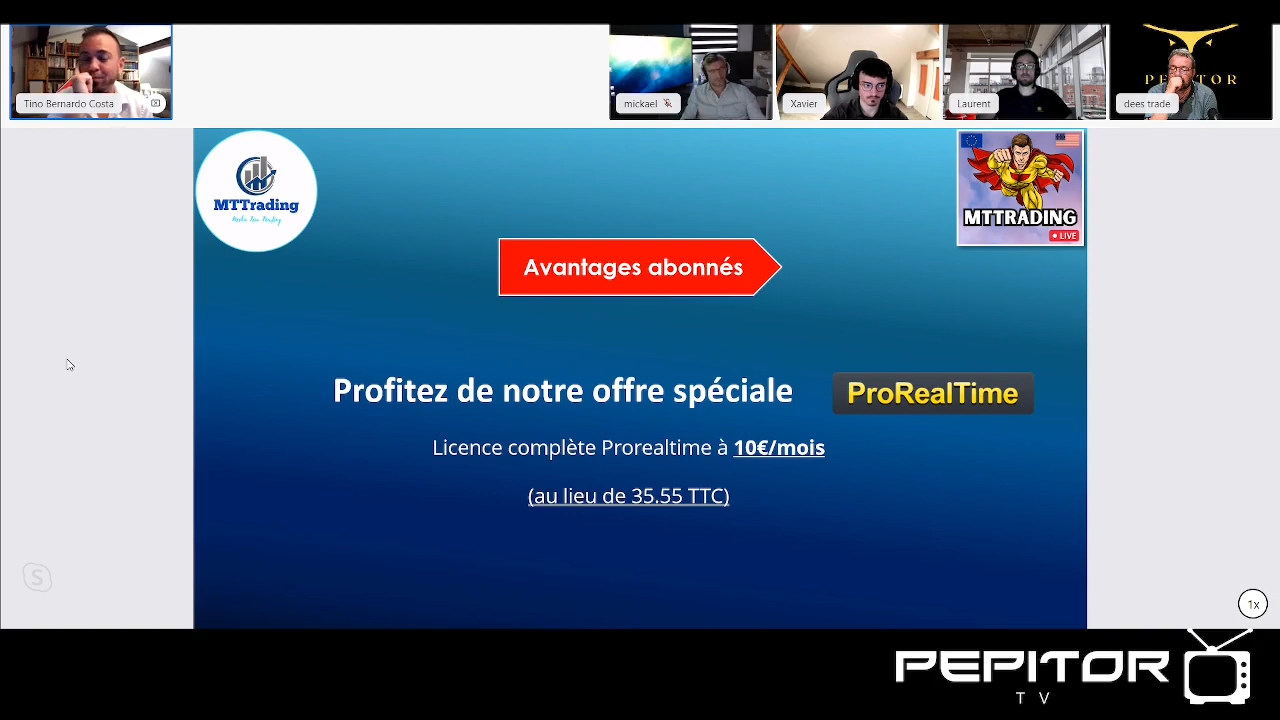 Tino Bernardo Costa
mickael
Xavier
Laurent
PEPITOR
dees trade
MTTrading
MTTRADING
LIVE
Avantages abonnés
Profitez de notre offre spéciale
ProRealTime
Licence complète Prorealtime à 10€/mois
(au lieu de 35.55 TTC)
S
1x
PEPITOR
TV